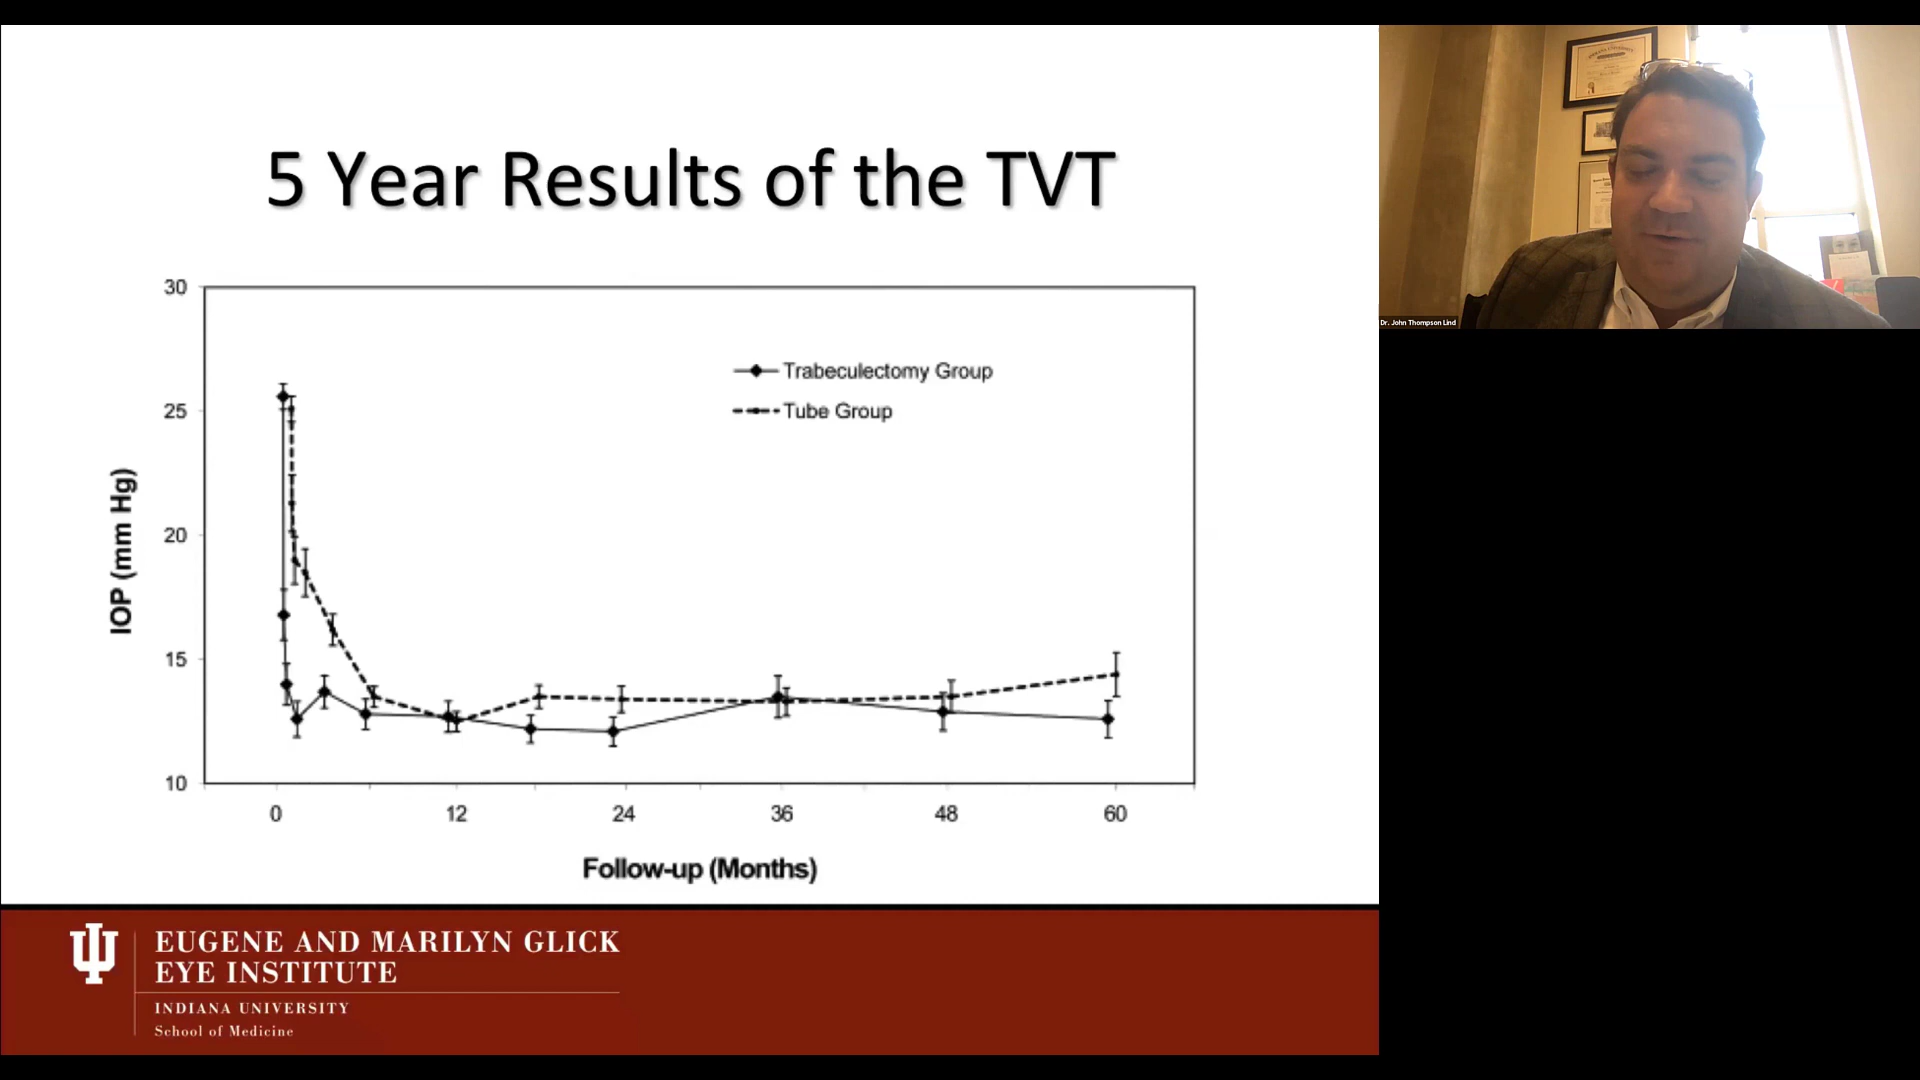 5 Year Results of the TVT
30
25
20
15
10
IOP (mm Hg)
Trabeculectomy Group
Tube Group
0 12 24 36 48 60
Follow-up (Months)
EUGENE AND MARILYN GLICK
EYE INSTITUTE
INDIANA UNIVERSITY
School of Medicine
Dr. John Thompson Lind